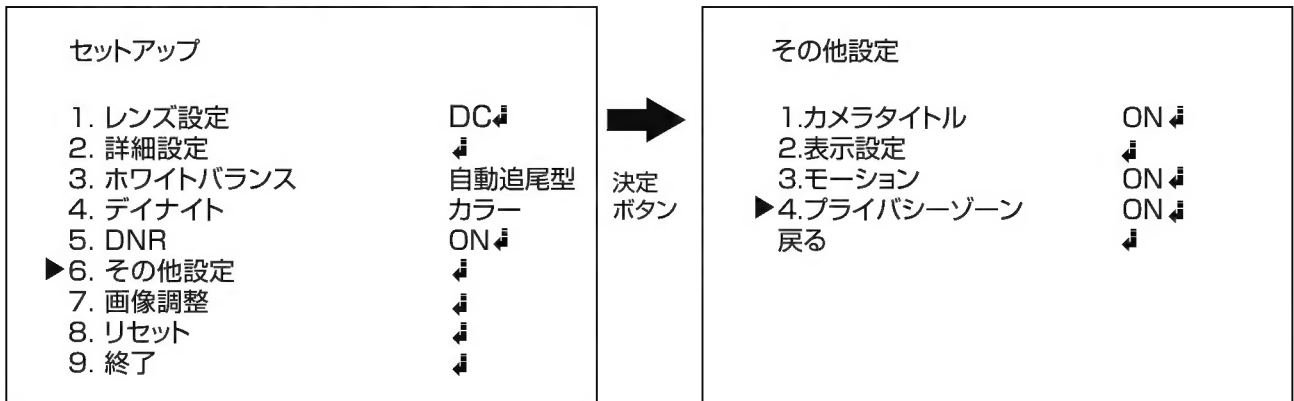 セットアップ
1. レンズ設定 DC↲
2. 詳細設定 ↲
3. ホワイトバランス 自動追尾型
4. デイナイト カラー
5. DNR ON↲
▶6. その他設定 ↲
7. 画像調整 ↲
8. リセット ↲
9. 終了 ↲
決定
ボタン
その他設定
1.カメラタイトル ON↲
2.表示設定 ↲
3.モーション ON↲
▶4.プライバシーゾーン ON↲
戻る ↲